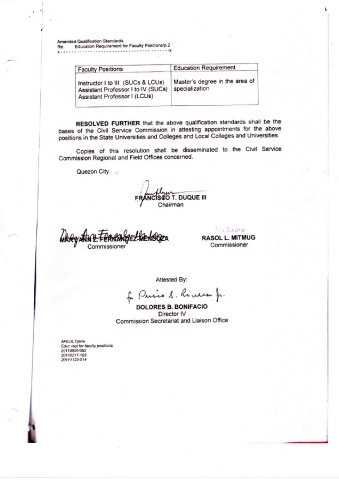 Amended Qualification Standards
Re: Education Requirement for Faculty Positions/p.2
x- - - - - - - - - - - - - - - - - - - - - - - - - - - - - - - - - - -x
Faculty Positions Education Requirement
Instructor I to III (SUCs & LCUs) Master's degree in the area of
Assistant Professor I to IV (SUCs) specialization
Assistant Professor I (LCUs)
RESOLVED FURTHER that the above qualification standards shall be the
bases of the Civil Service Commission in attesting appointments for the above
positions in the State Universities and Colleges and Local Colleges and Universities.
Copies of this resolution shall be disseminated to the Civil Service
Commission Regional and Field Offices concerned.
Quezon City.
FRANCISCO T. DUQUE III
Chairman
MARY ANN Z. FERNANDEZ-MENDOZA RASOL L. MITMUG
Commissioner Commissioner
Attested By:
DOLORES B. BONIFACIO
Director IV
Commission Secretariat and Liaison Office